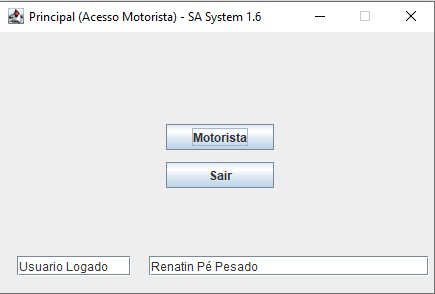 Principal (Acesso Motorista) - SA System 1.6
Motorista
Sair
Usuario Logado Renatin Pé Pesado